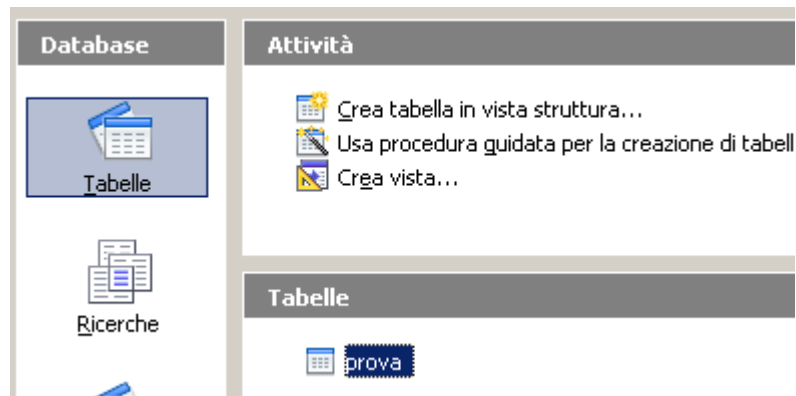 Database
Tabelle
Ricerche
Attività
Crea tabella in vista struttura...
Usa procedura guidata per la creazione di tabell
Crea vista...
Tabelle
prova